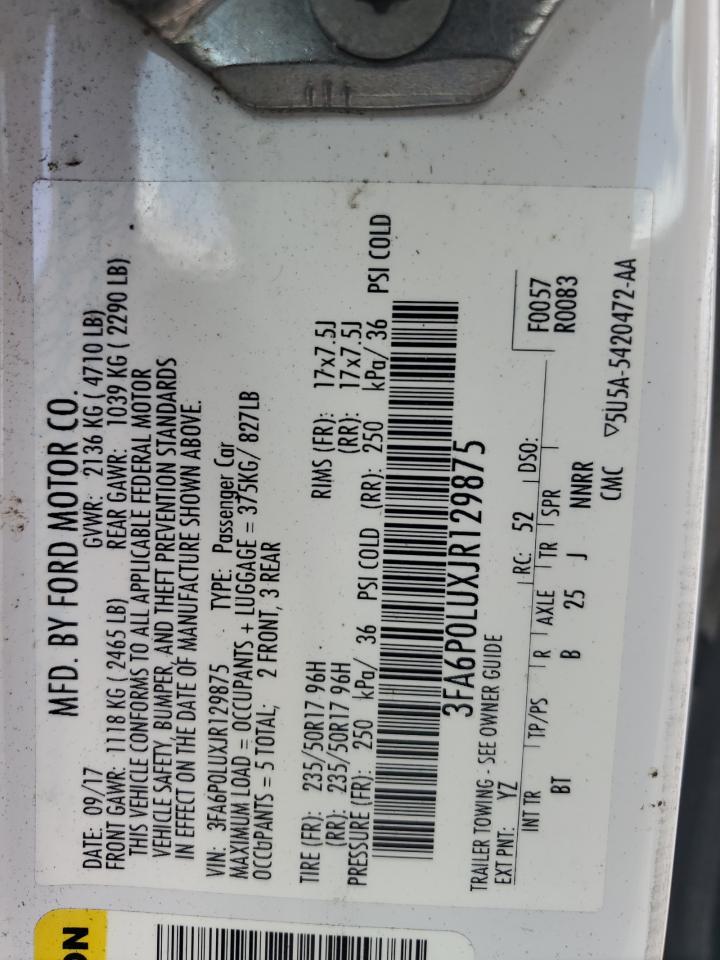 MFD. BY FORD MOTOR CO.
DATE: 09/17 GVWR: 2136 KG ( 4710 LB)
FRONT GAWR: 1118 KG ( 2465 LB) REAR GAWR: 1039 KG ( 2290 LB)
THIS VEHICLE CONFORMS TO ALL APPLICABLE FEDERAL MOTOR
VEHICLE SAFETY, BUMPER, AND THEFT PREVENTION STANDARDS
IN EFFECT ON THE DATE OF MANUFACTURE SHOWN ABOVE.
VIN: 3FA6P0LUXJR129875 TYPE: Passenger Car
MAXIMUM LOAD = OCCUPANTS + LUGGAGE = 375KG/ 827LB
OCCUPANTS = 5 TOTAL; 2 FRONT, 3 REAR
TIRE (FR): 235/50R17 96H RIMS (FR): 17x7.5J
(RR): 235/50R17 96H (RR): 17x7.5J
PRESSURE (FR): 250 kPa/ 36 PSI COLD (RR): 250 kPa/ 36 PSI COLD
3FA6P0LUXJR129875
TRAILER TOWING - SEE OWNER GUIDE
EXT PNT: YZ RC: 52 DSO: F0057
INT TR TP/PS R AXLE TR SPR R0083
BT B 25 J NNRR
CMC ▽5U5A-5420472-AA
ON